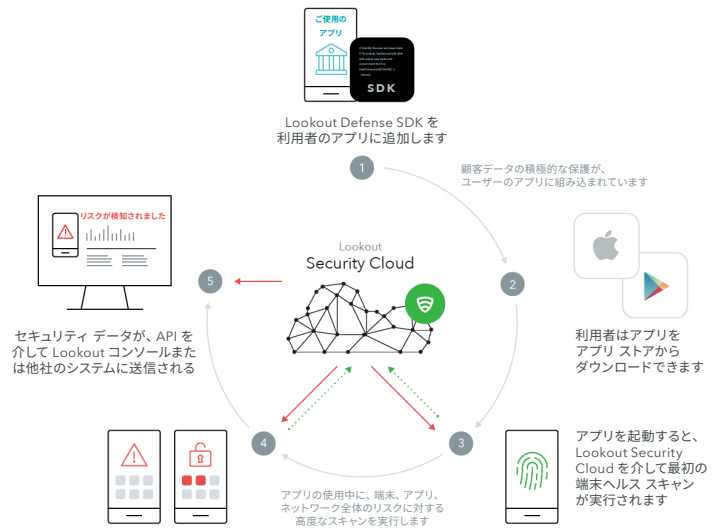 ご使用の
アプリ
SDK
Lookout Defense SDK を
利用者のアプリに追加します
1
顧客データの積極的な保護が、
ユーザーのアプリに組み込まれています
2
利用者はアプリを
アプリ ストアから
ダウンロードできます
3
アプリを起動すると、
Lookout Security
Cloud を介して最初の
端末ヘルス スキャン
が実行されます
アプリの使用中に、端末、アプリ、
ネットワーク全体のリスクに対する
高度なスキャンを実行します
4
5
リスクが検知されました
セキュリティ データが、API を
介して Lookout コンソールまた
は他社のシステムに送信される
Lookout
Security Cloud